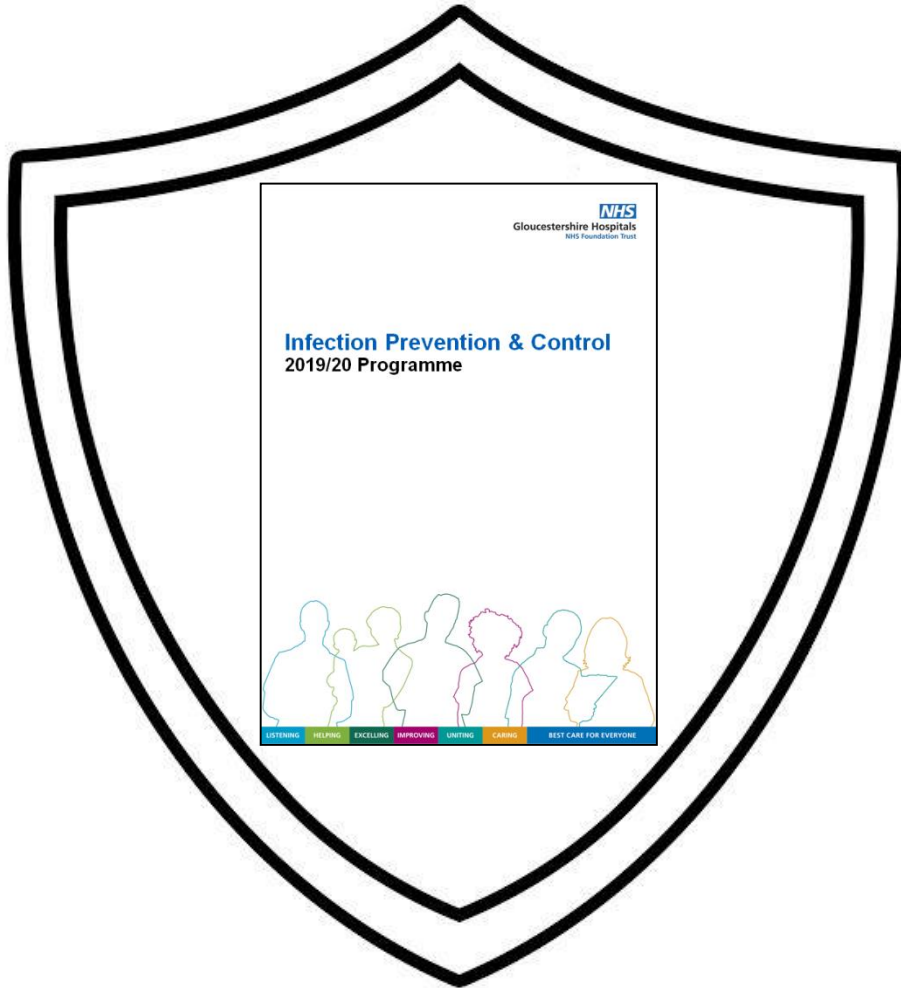 NHS
Gloucestershire Hospitals
NHS Foundation Trust
Infection Prevention & Control
2019/20 Programme
LISTENING HELPING EXCELLING IMPROVING UNITING CARING BEST CARE FOR EVERYONE